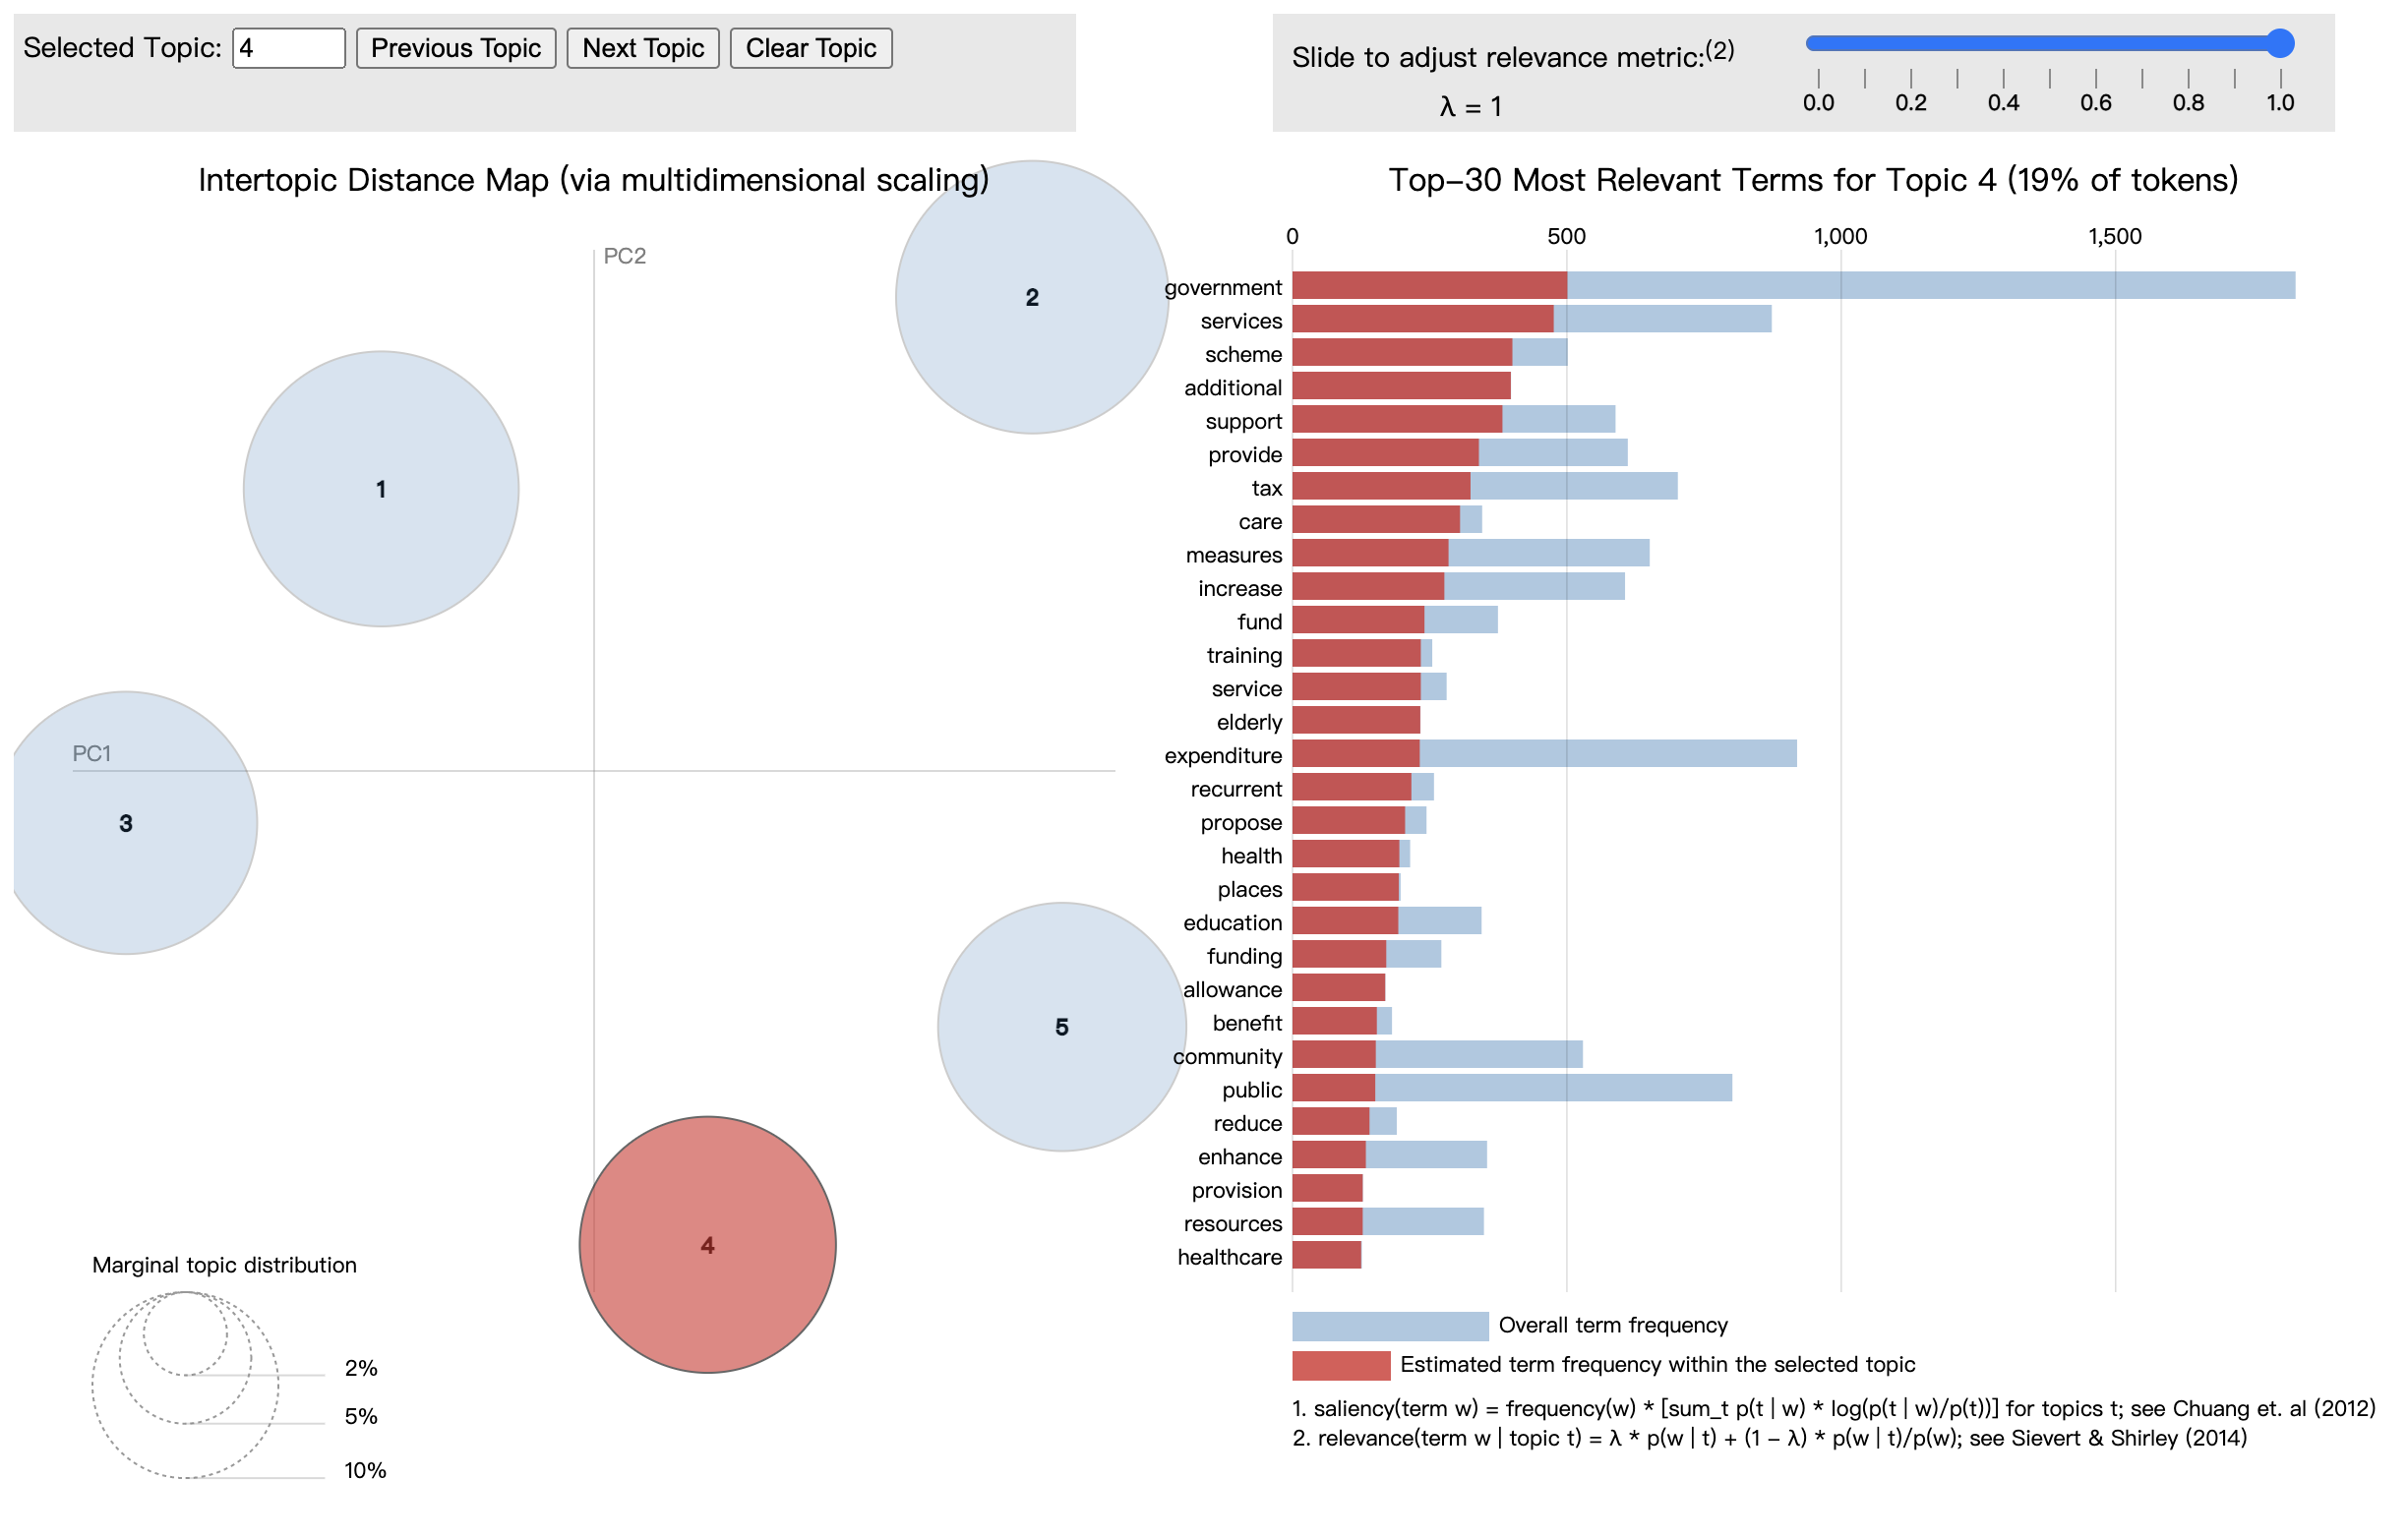 Selected Topic: 4 Previous Topic Next Topic Clear Topic
Slide to adjust relevance metric:(2)
λ = 1
0.0 0.2 0.4 0.6 0.8 1.0
Intertopic Distance Map (via multidimensional scaling)
PC2
PC1
1
2
3
4
5
Marginal topic distribution
2%
5%
10%
Top-30 Most Relevant Terms for Topic 4 (19% of tokens)
0 500 1,000 1,500
government
services
scheme
additional
support
provide
tax
care
measures
increase
fund
training
service
elderly
expenditure
recurrent
propose
health
places
education
funding
allowance
benefit
community
public
reduce
enhance
provision
resources
healthcare
Overall term frequency
Estimated term frequency within the selected topic
1. saliency(term w) = frequency(w) * [sum_t p(t | w) * log(p(t | w)/p(t))] for topics t; see Chuang et. al (2012)
2. relevance(term w | topic t) = λ * p(w | t) + (1 - λ) * p(w | t)/p(w); see Sievert & Shirley (2014)